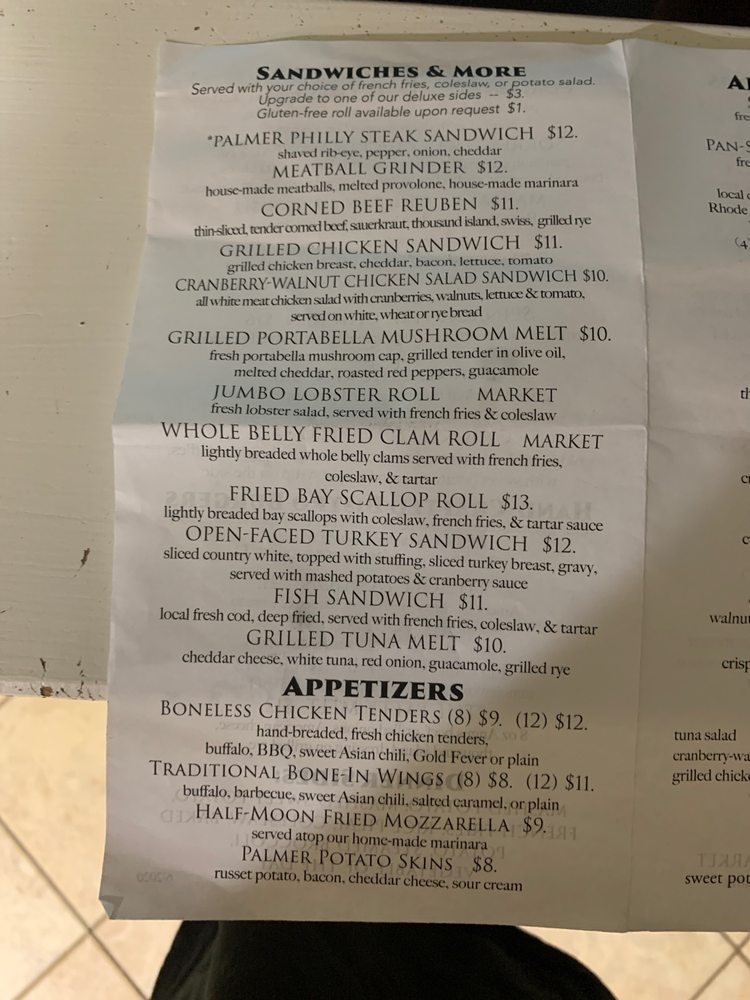 SANDWICHES & MORE
Served with your choice of french fries, coleslaw, or potato salad.
Upgrade to one of our deluxe sides -- $3.
Gluten-free roll available upon request $1.
*PALMER PHILLY STEAK SANDWICH $12.
shaved rib-eye, pepper, onion, cheddar
MEATBALL GRINDER $12.
house-made meatballs, melted provolone, house-made marinara
CORNED BEEF REUBEN $11.
thin-sliced, tender corned beef, sauerkraut, thousand island, swiss, grilled rye
GRILLED CHICKEN SANDWICH $11.
grilled chicken breast, cheddar, bacon, lettuce, tomato
CRANBERRY-WALNUT CHICKEN SALAD SANDWICH $10.
all white meat chicken salad with cranberries, walnuts, lettuce & tomato,
served on white, wheat or rye bread
GRILLED PORTABELLA MUSHROOM MELT $10.
fresh portabella mushroom cap, grilled tender in olive oil,
melted cheddar, roasted red peppers, guacamole
JUMBO LOBSTER ROLL MARKET
fresh lobster salad, served with french fries & coleslaw
WHOLE BELLY FRIED CLAM ROLL MARKET
lightly breaded whole belly clams served with french fries,
coleslaw, & tartar
FRIED BAY SCALLOP ROLL $13.
lightly breaded bay scallops with coleslaw, french fries, & tartar sauce
OPEN-FACED TURKEY SANDWICH $12.
sliced country white, topped with stuffing, sliced turkey breast, gravy,
served with mashed potatoes & cranberry sauce
FISH SANDWICH $11.
local fresh cod, deep fried, served with french fries, coleslaw, & tartar
GRILLED TUNA MELT $10.
cheddar cheese, white tuna, red onion, guacamole, grilled rye
APPETIZERS
BONELESS CHICKEN TENDERS (8) $9. (12) $12.
hand-breaded, fresh chicken tenders,
buffalo, BBQ, sweet Asian chili, Gold Fever or plain
TRADITIONAL BONE-IN WINGS (8) $8. (12) $11.
buffalo, barbecue, sweet Asian chili, salted caramel, or plain
HALF-MOON FRIED MOZZARELLA $9.
served atop our home-made marinara
PALMER POTATO SKINS $8.
russet potato, bacon, cheddar cheese, sour cream
PAN-S
local
Rhode
walnut
crisp
tuna salad
cranberry-wa
grilled chick
sweet pot